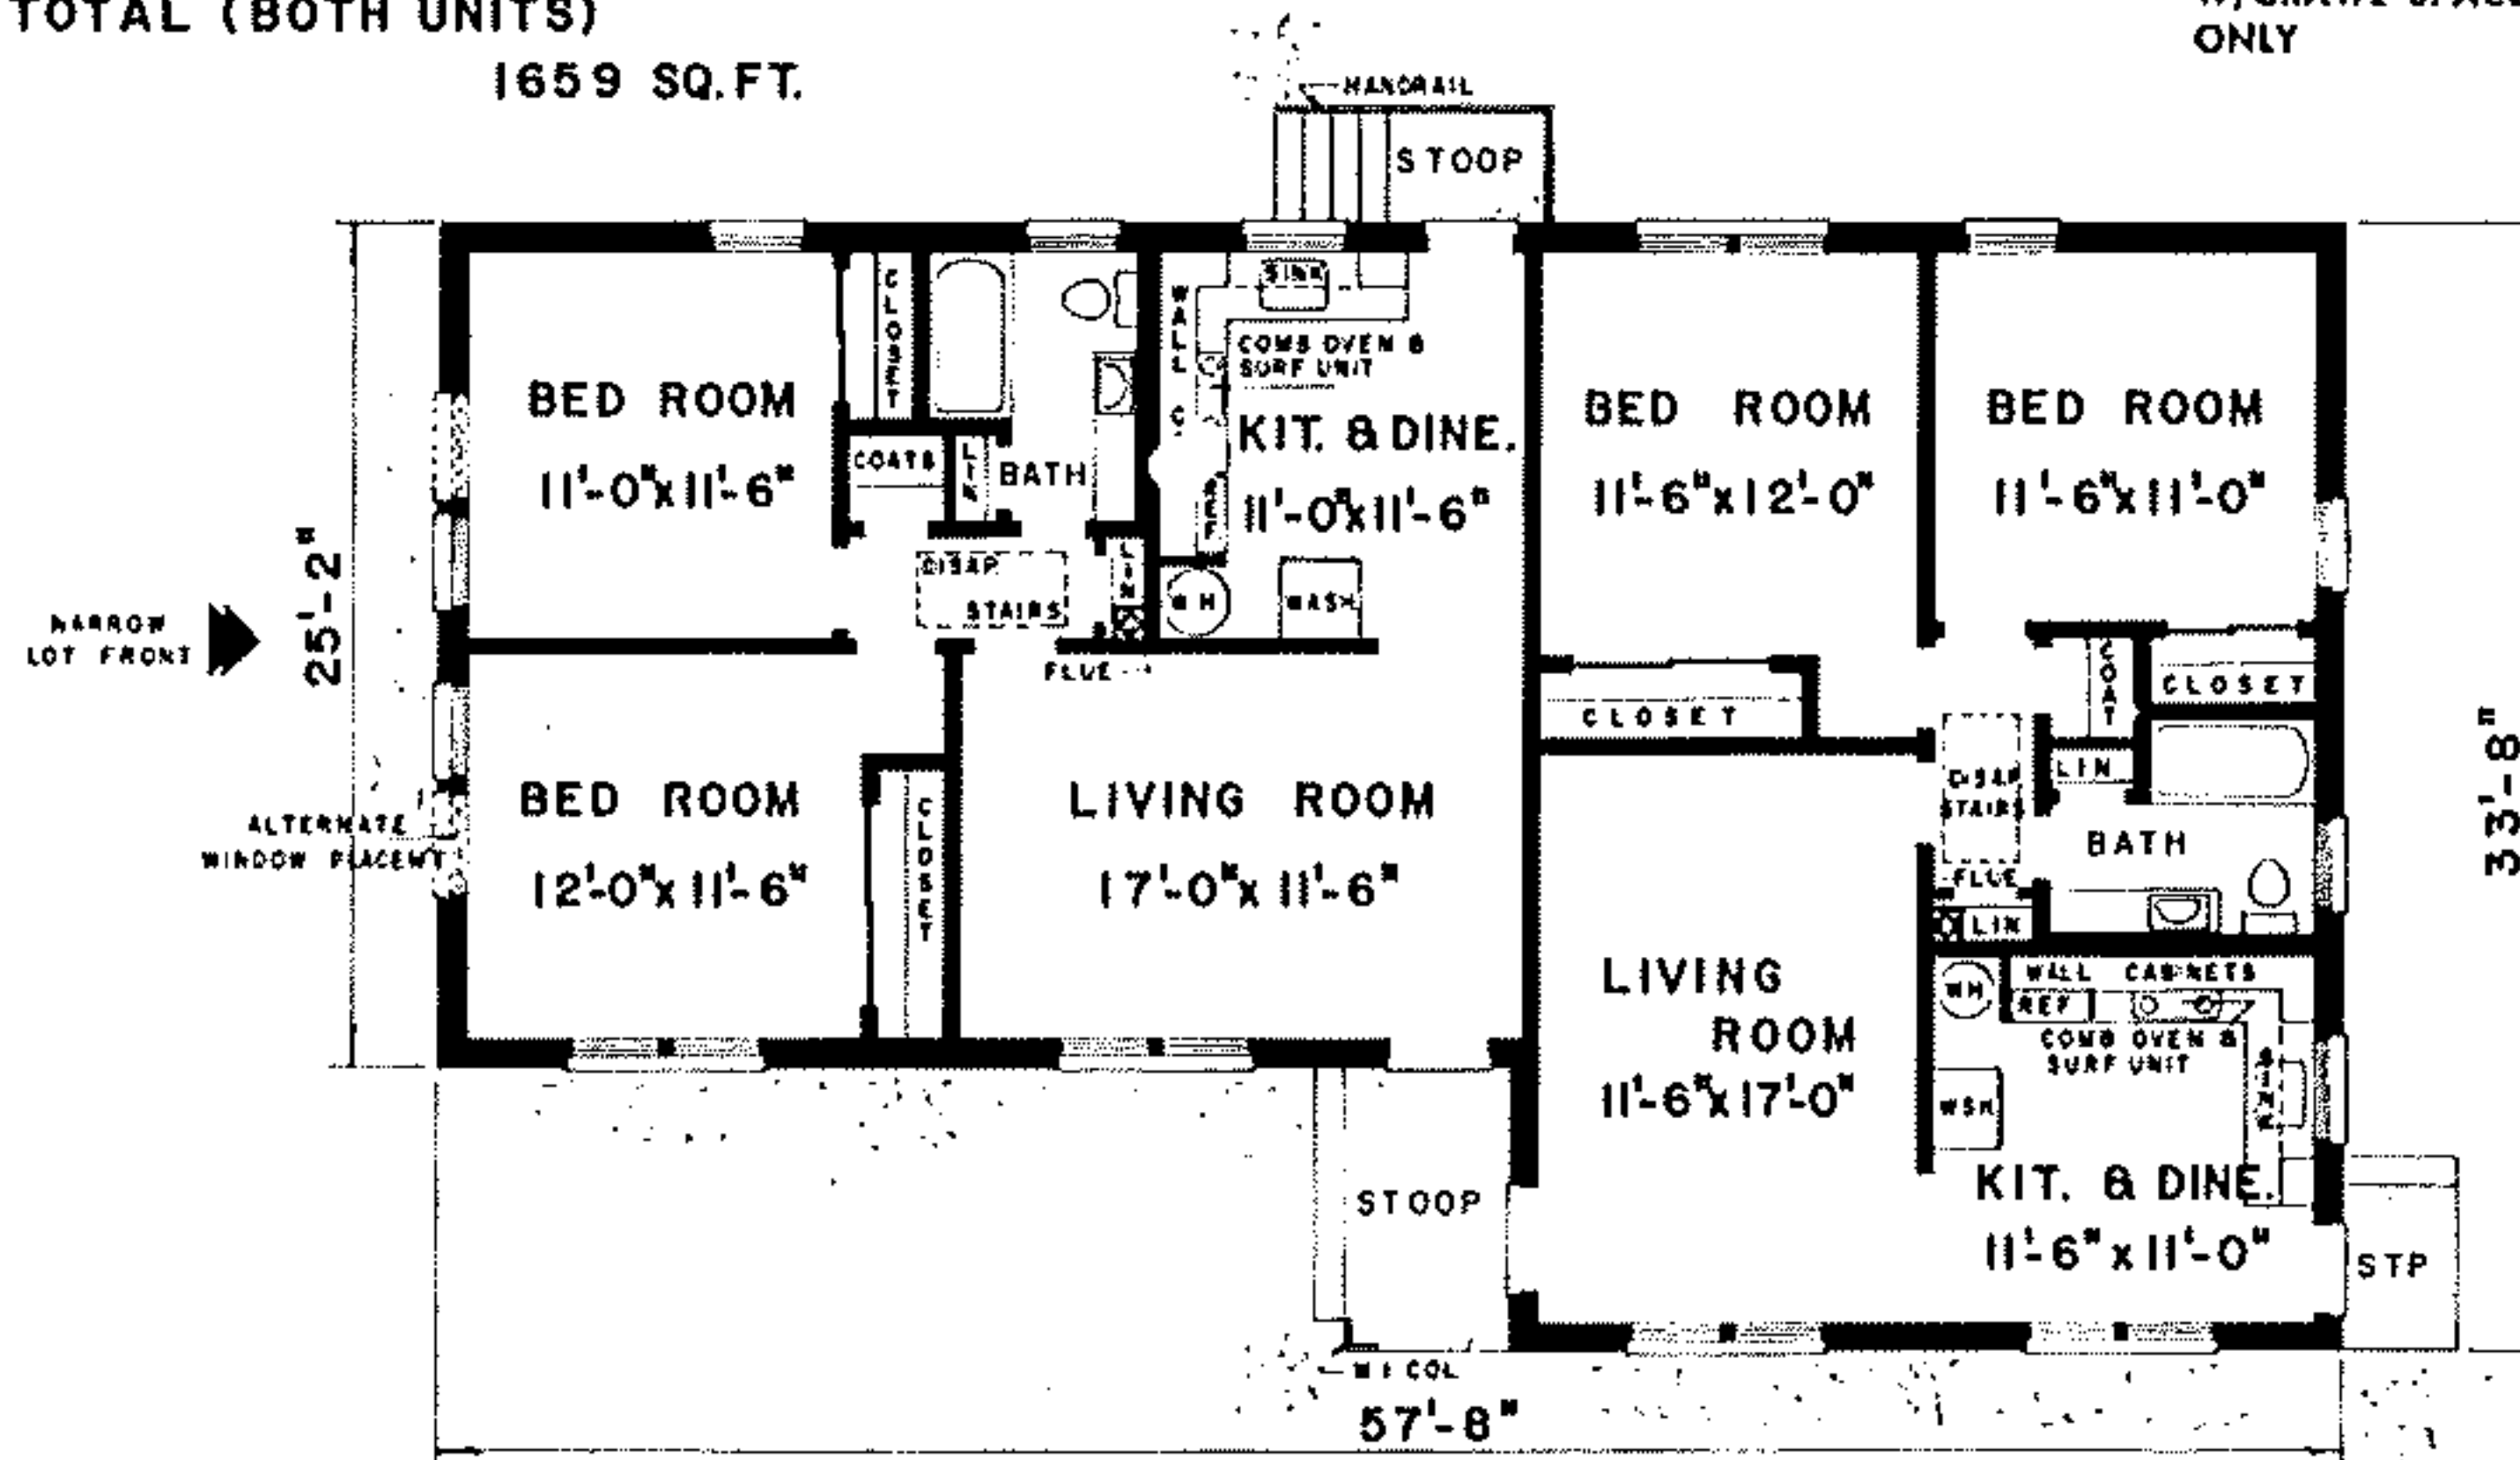 TOTAL (BOTH UNITS)
1659 SQ. FT.
ONLY
HANDRAIL
STOOP
CLOSET
SINK
WALL C
COMB OVEN &
SURF UNIT
BED ROOM
11'-0"x11'-6"
COATS
LIN
BATH
KIT. & DINE.
11'-0"x11'-6"
REF
BED ROOM
11'-6"x12'-0"
BED ROOM
11'-6"x11'-0"
DISAP
STAIRS
LIN
WH
WASH
25'-2"
NARROW
LOT FRONT
FLUE
CLOSET
COAT
CLOSET
LIN
DISAP
STAIRS
BATH
33'-8"
BED ROOM
12'-0"x11'-6"
CLOSET
LIVING ROOM
17'-0"x 11'-6"
ALTERNATE
WINDOW PLACEM'T
FLUE
LIN
LIVING
ROOM
11'-6"x17'-0"
WH
WALL CABINETS
REF
COMB OVEN &
SURF UNIT
SINK
WSH
KIT. & DINE.
11'-6"x11'-0"
STOOP
STP
COL
57'-8"